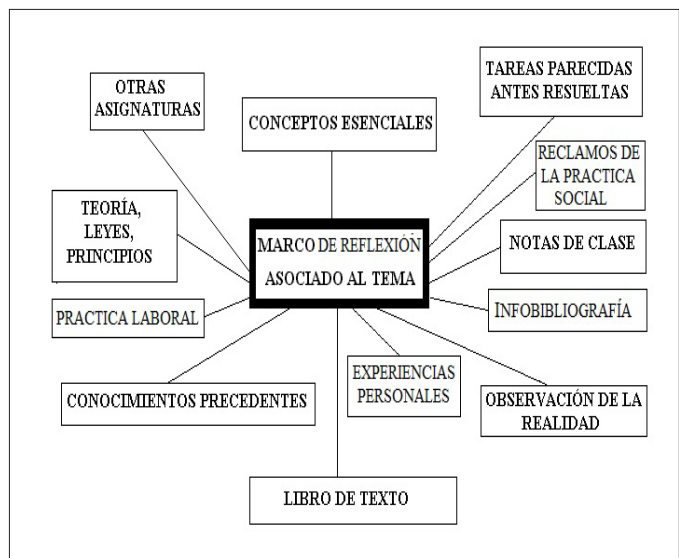 OTRAS
ASIGNATURAS
CONCEPTOS ESENCIALES
TAREAS PARECIDAS
ANTES RESUELTAS
RECLAMOS DE
LA PRACTICA
SOCIAL
TEORÍA,
LEYES,
PRINCIPIOS
MARCO DE REFLEXIÓN
ASOCIADO AL TEMA
NOTAS DE CLASE
PRACTICA LABORAL
INFOBIBLIOGRAFÍA
CONOCIMIENTOS PRECEDENTES
EXPERIENCIAS
PERSONALES
OBSERVACIÓN DE LA
REALIDAD
LIBRO DE TEXTO